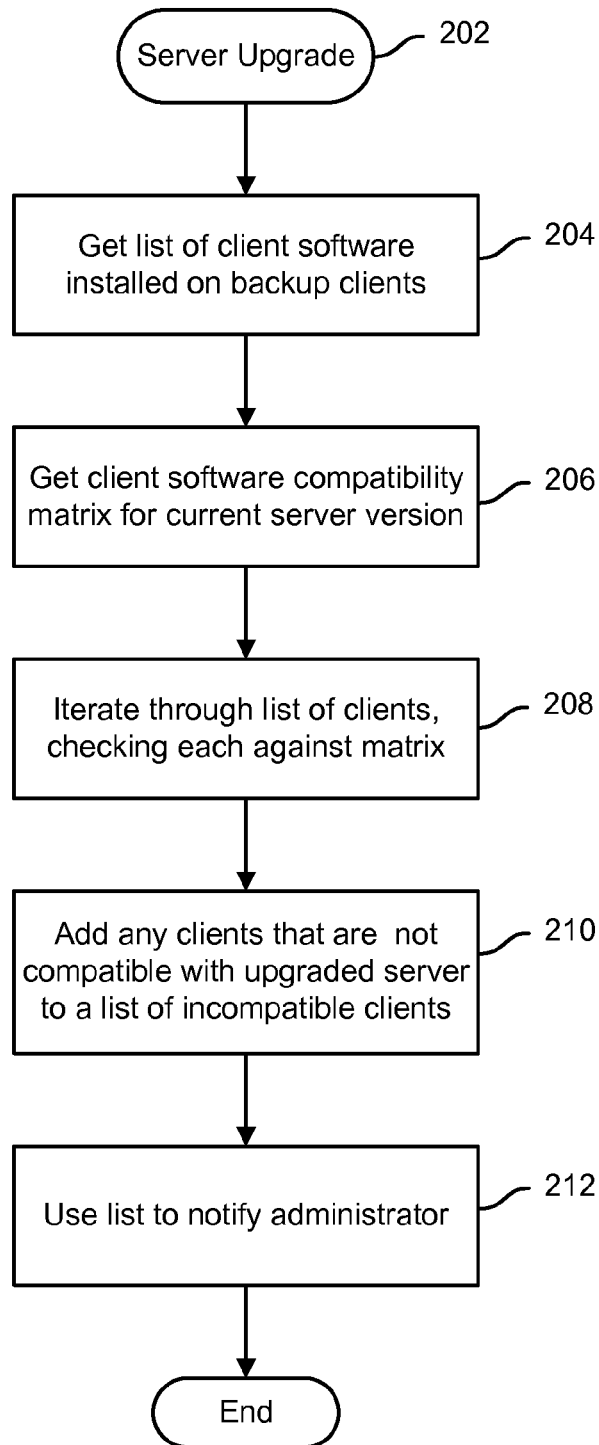 Server Upgrade
202
Get list of client software
installed on backup clients
204
Get client software compatibility
matrix for current server version
206
Iterate through list of clients,
checking each against matrix
208
Add any clients that are not
compatible with upgraded server
to a list of incompatible clients
210
Use list to notify administrator
212
End